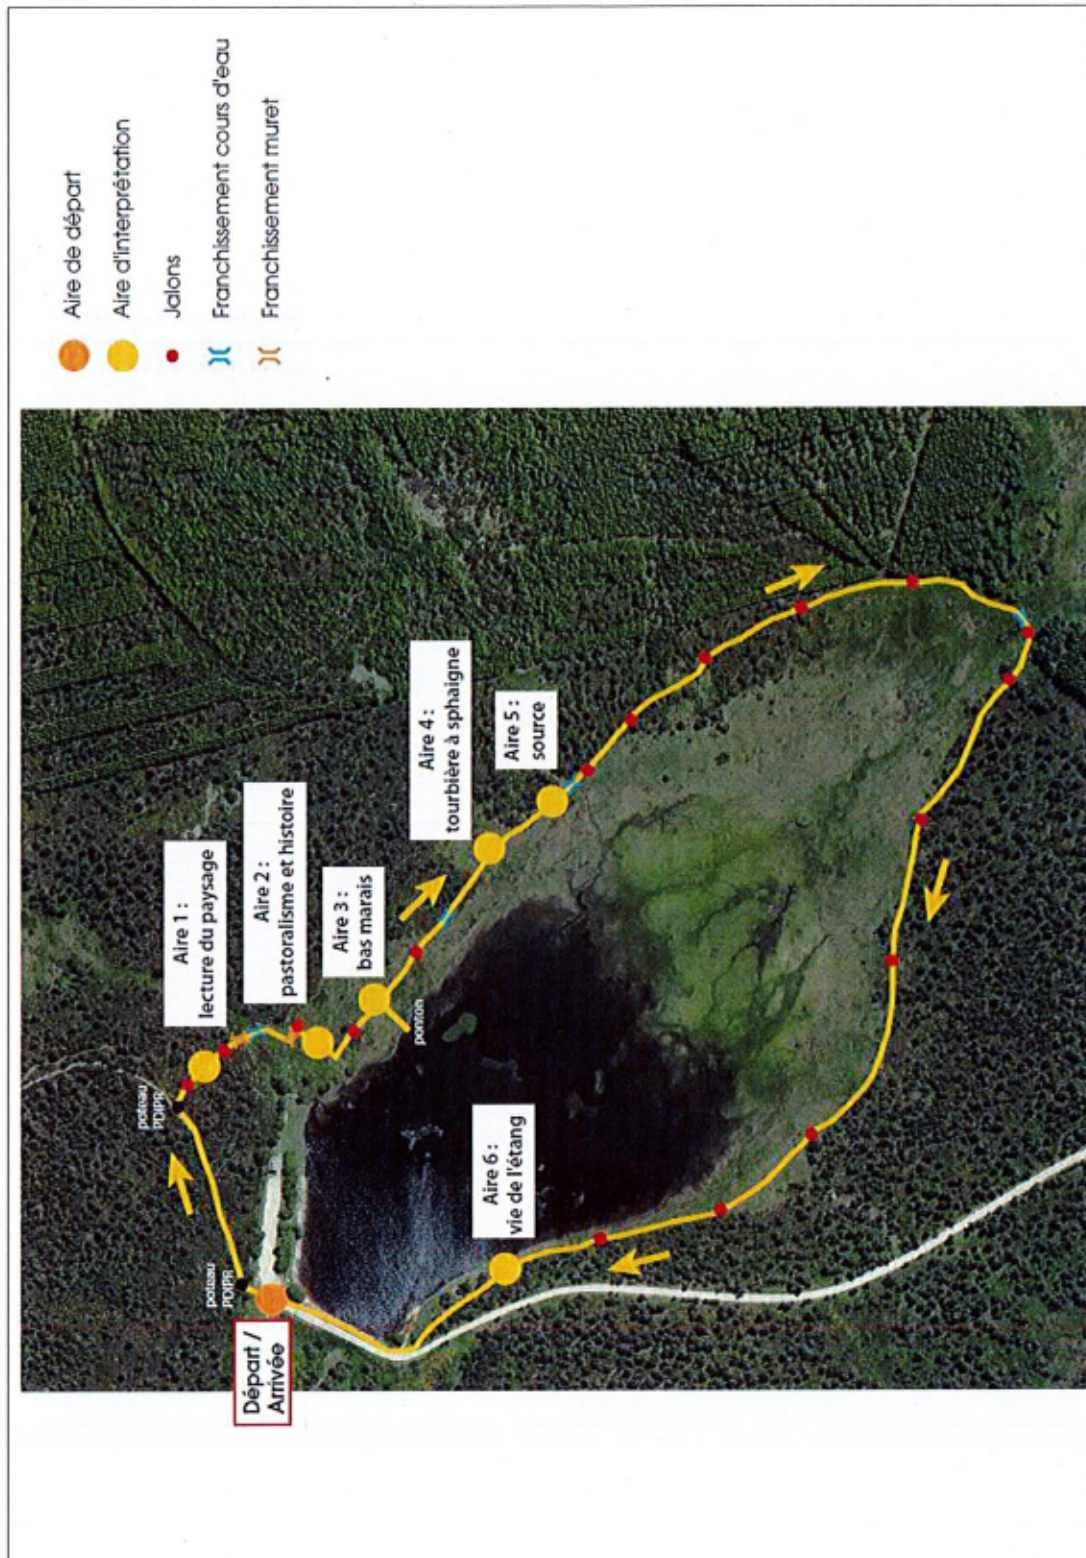 Aire de départ
Aire d'interprétation
Jalons
Franchissement cours d'eau
Franchissement muret
poteau
PDIPR
Aire 1 :
lecture du paysage
Aire 2 :
pastoralisme et histoire
Aire 3 :
bas marais
ponton
Aire 4 :
tourbière à sphaigne
Aire 5 :
source
Aire 6 :
vie de l'étang
poteau
PDIPR
Départ /
Arrivée